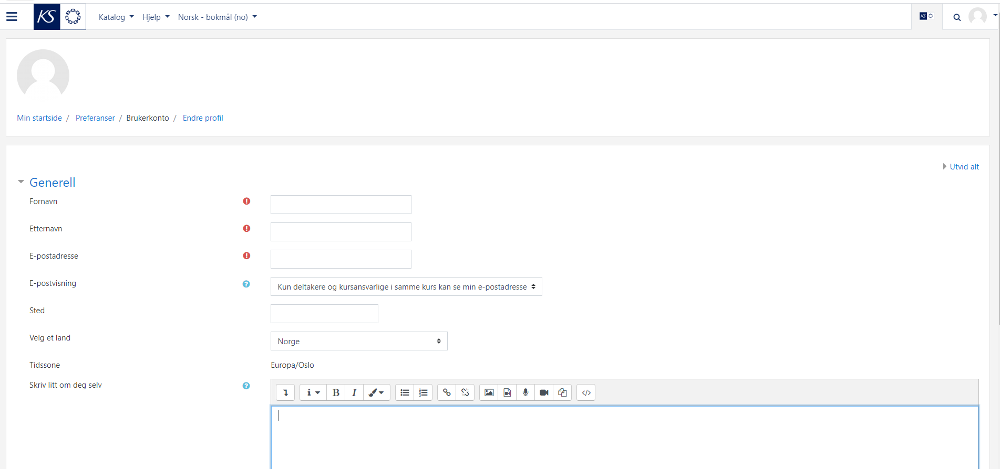 KS Katalog Hjelp Norsk - bokmål (no) KS
Min startside / Preferanser / Brukerkonto / Endre profil
Utvid alt
Generell
Fornavn
Etternavn
E-postadresse
E-postvisning Kun deltakere og kursansvarlige i samme kurs kan se min e-postadresse
Sted
Velg et land Norge
Tidssone Europa/Oslo
Skriv litt om deg selv